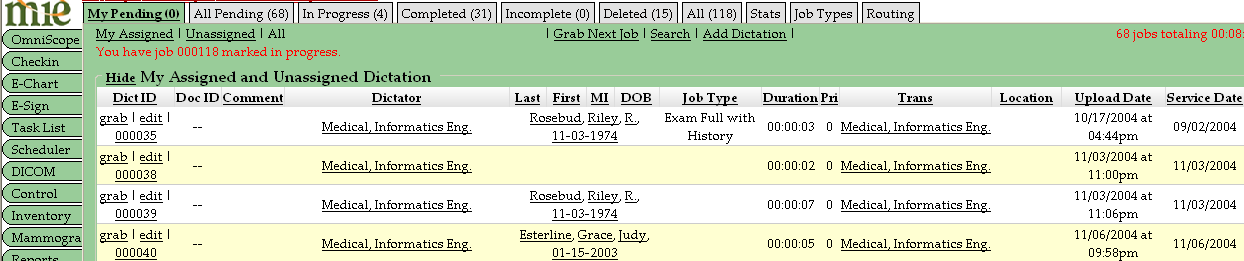 mie
My Pending (0) All Pending (68) In Progress (4) Completed (31) Incomplete (0) Deleted (15) All (118) Stats Job Types Routing
My Assigned | Unassigned | All | Grab Next Job | Search | Add Dictation | 68 jobs totaling 00:08:
You have job 000118 marked in progress.
OmniScope
Checkin
E-Chart
E-Sign
Task List
Scheduler
DICOM
Control
Inventory
Mammogra
Reports
Hide My Assigned and Unassigned Dictation
Dict ID Doc ID Comment Dictator Last First MI DOB Job Type Duration Pri Trans Location Upload Date Service Date
grab | edit |
000035 -- Medical, Informatics Eng. Rosebud, Riley, R.,
11-03-1974 Exam Full with
History 00:00:03 0 Medical, Informatics Eng. 10/17/2004 at
04:44pm 09/02/2004
grab | edit |
000038 -- Medical, Informatics Eng. 00:00:02 0 Medical, Informatics Eng. 11/03/2004 at
11:00pm 11/03/2004
grab | edit |
000039 -- Medical, Informatics Eng. Rosebud, Riley, R.,
11-03-1974 00:00:07 0 Medical, Informatics Eng. 11/03/2004 at
11:06pm 11/03/2004
grab | edit |
000040 -- Medical, Informatics Eng. Esterline, Grace, Judy,
01-15-2003 00:00:05 0 Medical, Informatics Eng. 11/06/2004 at
09:58pm 11/06/2004